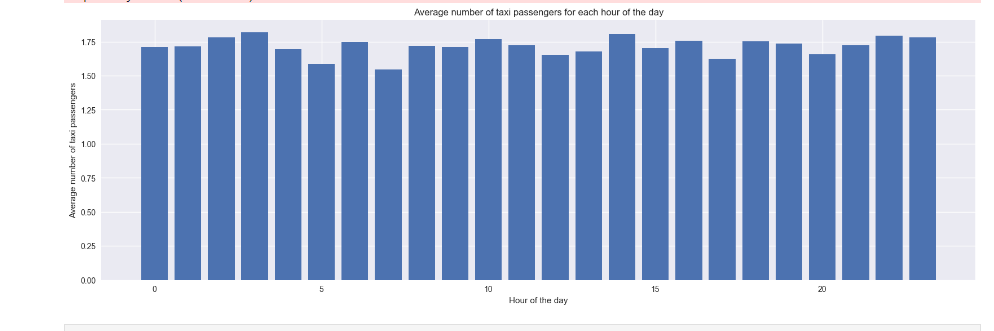 Average number of taxi passengers for each hour of the day
Average number of taxi passengers
1.75
1.50
1.25
1.00
0.75
0.50
0.25
0.00
0 5 10 15 20
Hour of the day